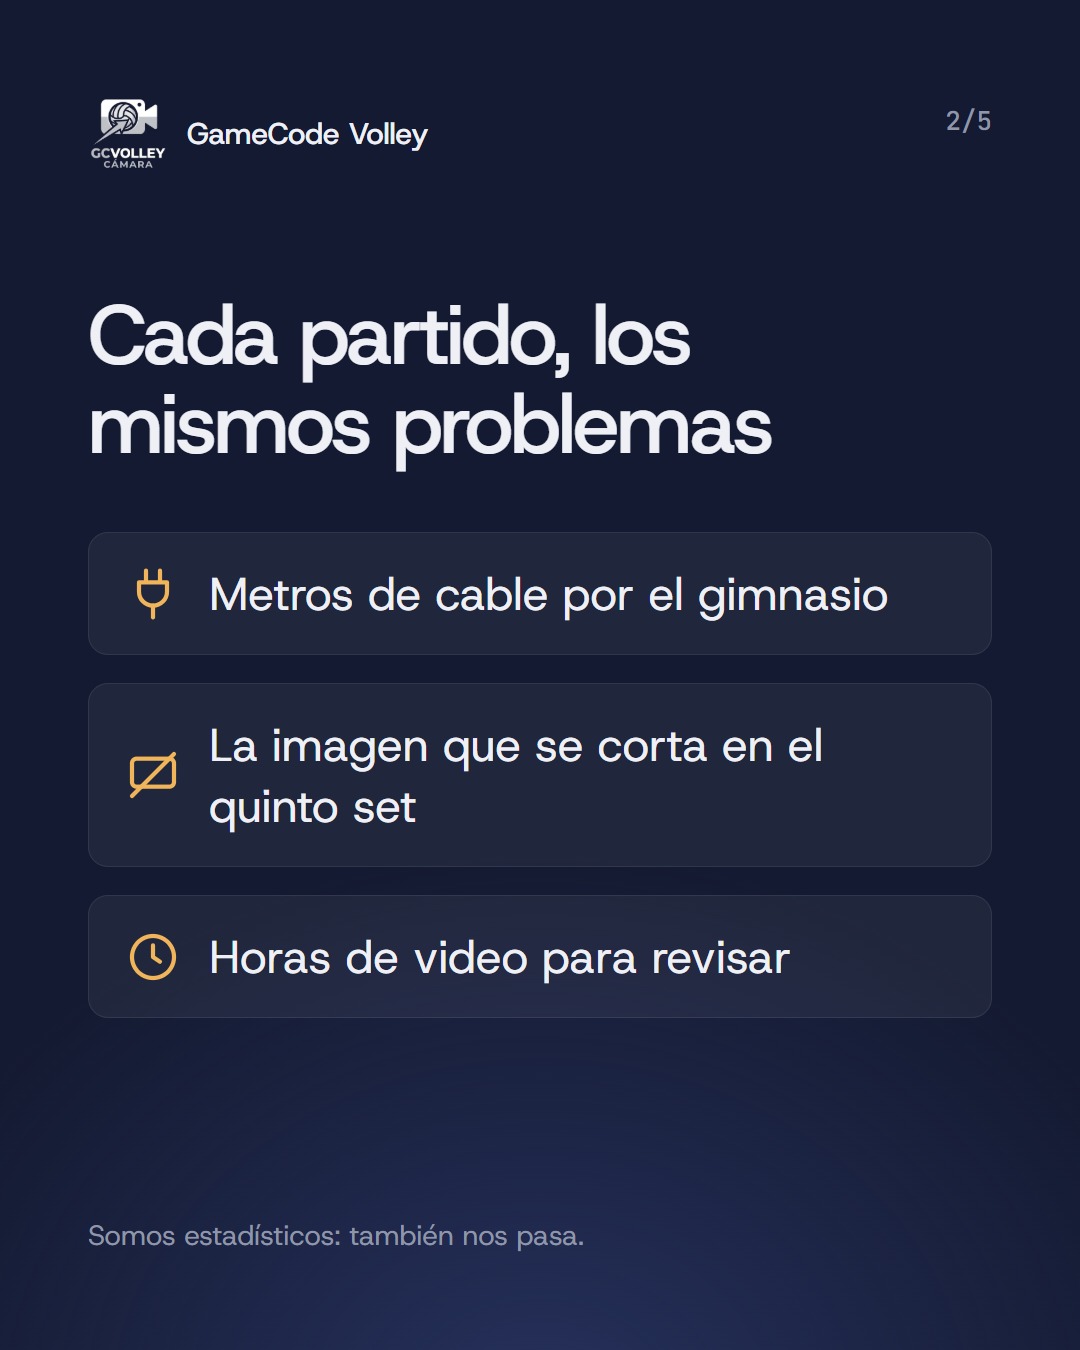 GCVOLLEY
CÁMARA
GameCode Volley
2/5
Cada partido, los
mismos problemas
Metros de cable por el gimnasio
La imagen que se corta en el
quinto set
Horas de video para revisar
Somos estadísticos: también nos pasa.